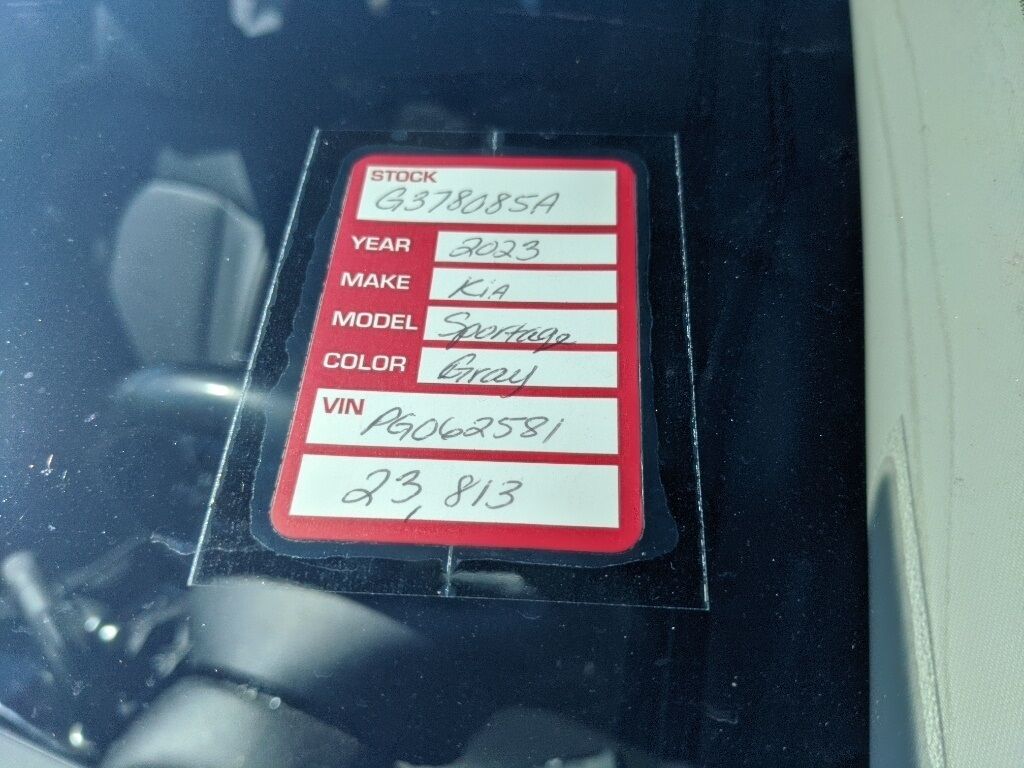 STOCK
G378085A
YEAR 2023
MAKE Kia
MODEL Sportage
COLOR Gray
VIN PG062581
23,813